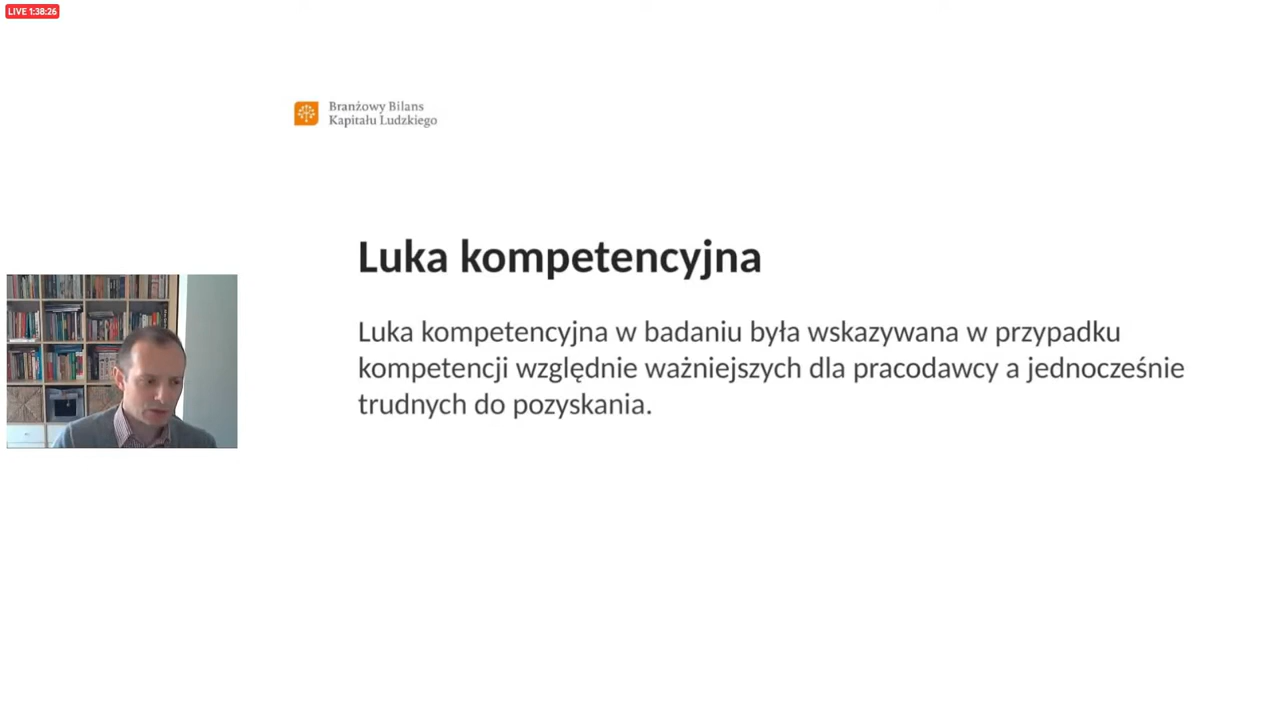 LIVE 1:38:26
Branżowy Bilans
Kapitału Ludzkiego
Luka kompetencyjna
Luka kompetencyjna w badaniu była wskazywana w przypadku
kompetencji względnie ważniejszych dla pracodawcy a jednocześnie
trudnych do pozyskania.